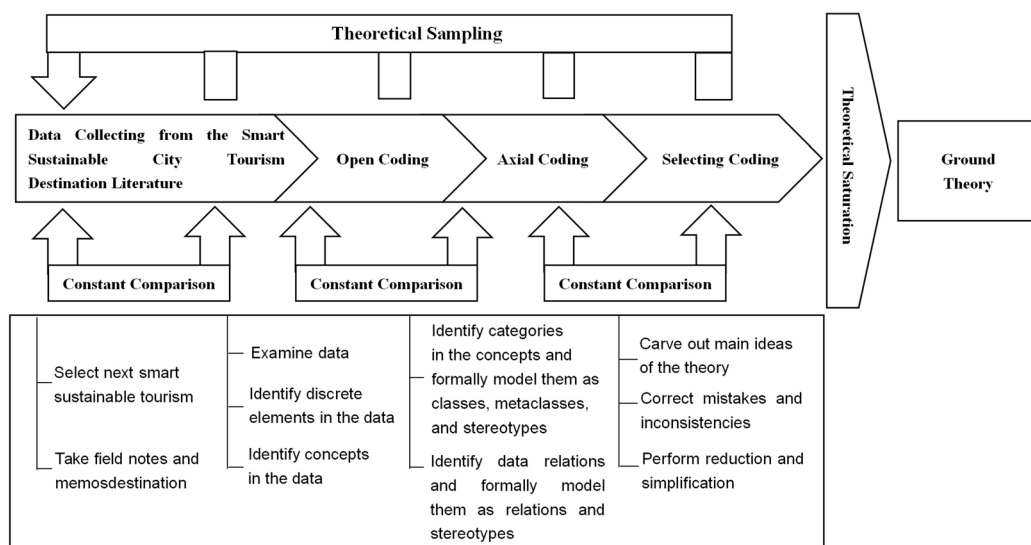 Theoretical Sampling
Data Collecting from the Smart
Sustainable City Tourism
Destination Literature
Open Coding
Axial Coding
Selecting Coding
Theoretical Saturation
Ground
Theory
Constant Comparison
Constant Comparison
Constant Comparison
Select next smart
sustainable tourism
Take field notes and
memosdestination
Examine data
Identify discrete
elements in the data
Identify concepts
in the data
Identify categories
in the concepts and
formally model them as
classes, metaclasses,
and stereotypes
Identify data relations
and formally model
them as relations and
stereotypes
Carve out main ideas
of the theory
Correct mistakes and
inconsistencies
Perform reduction and
simplification